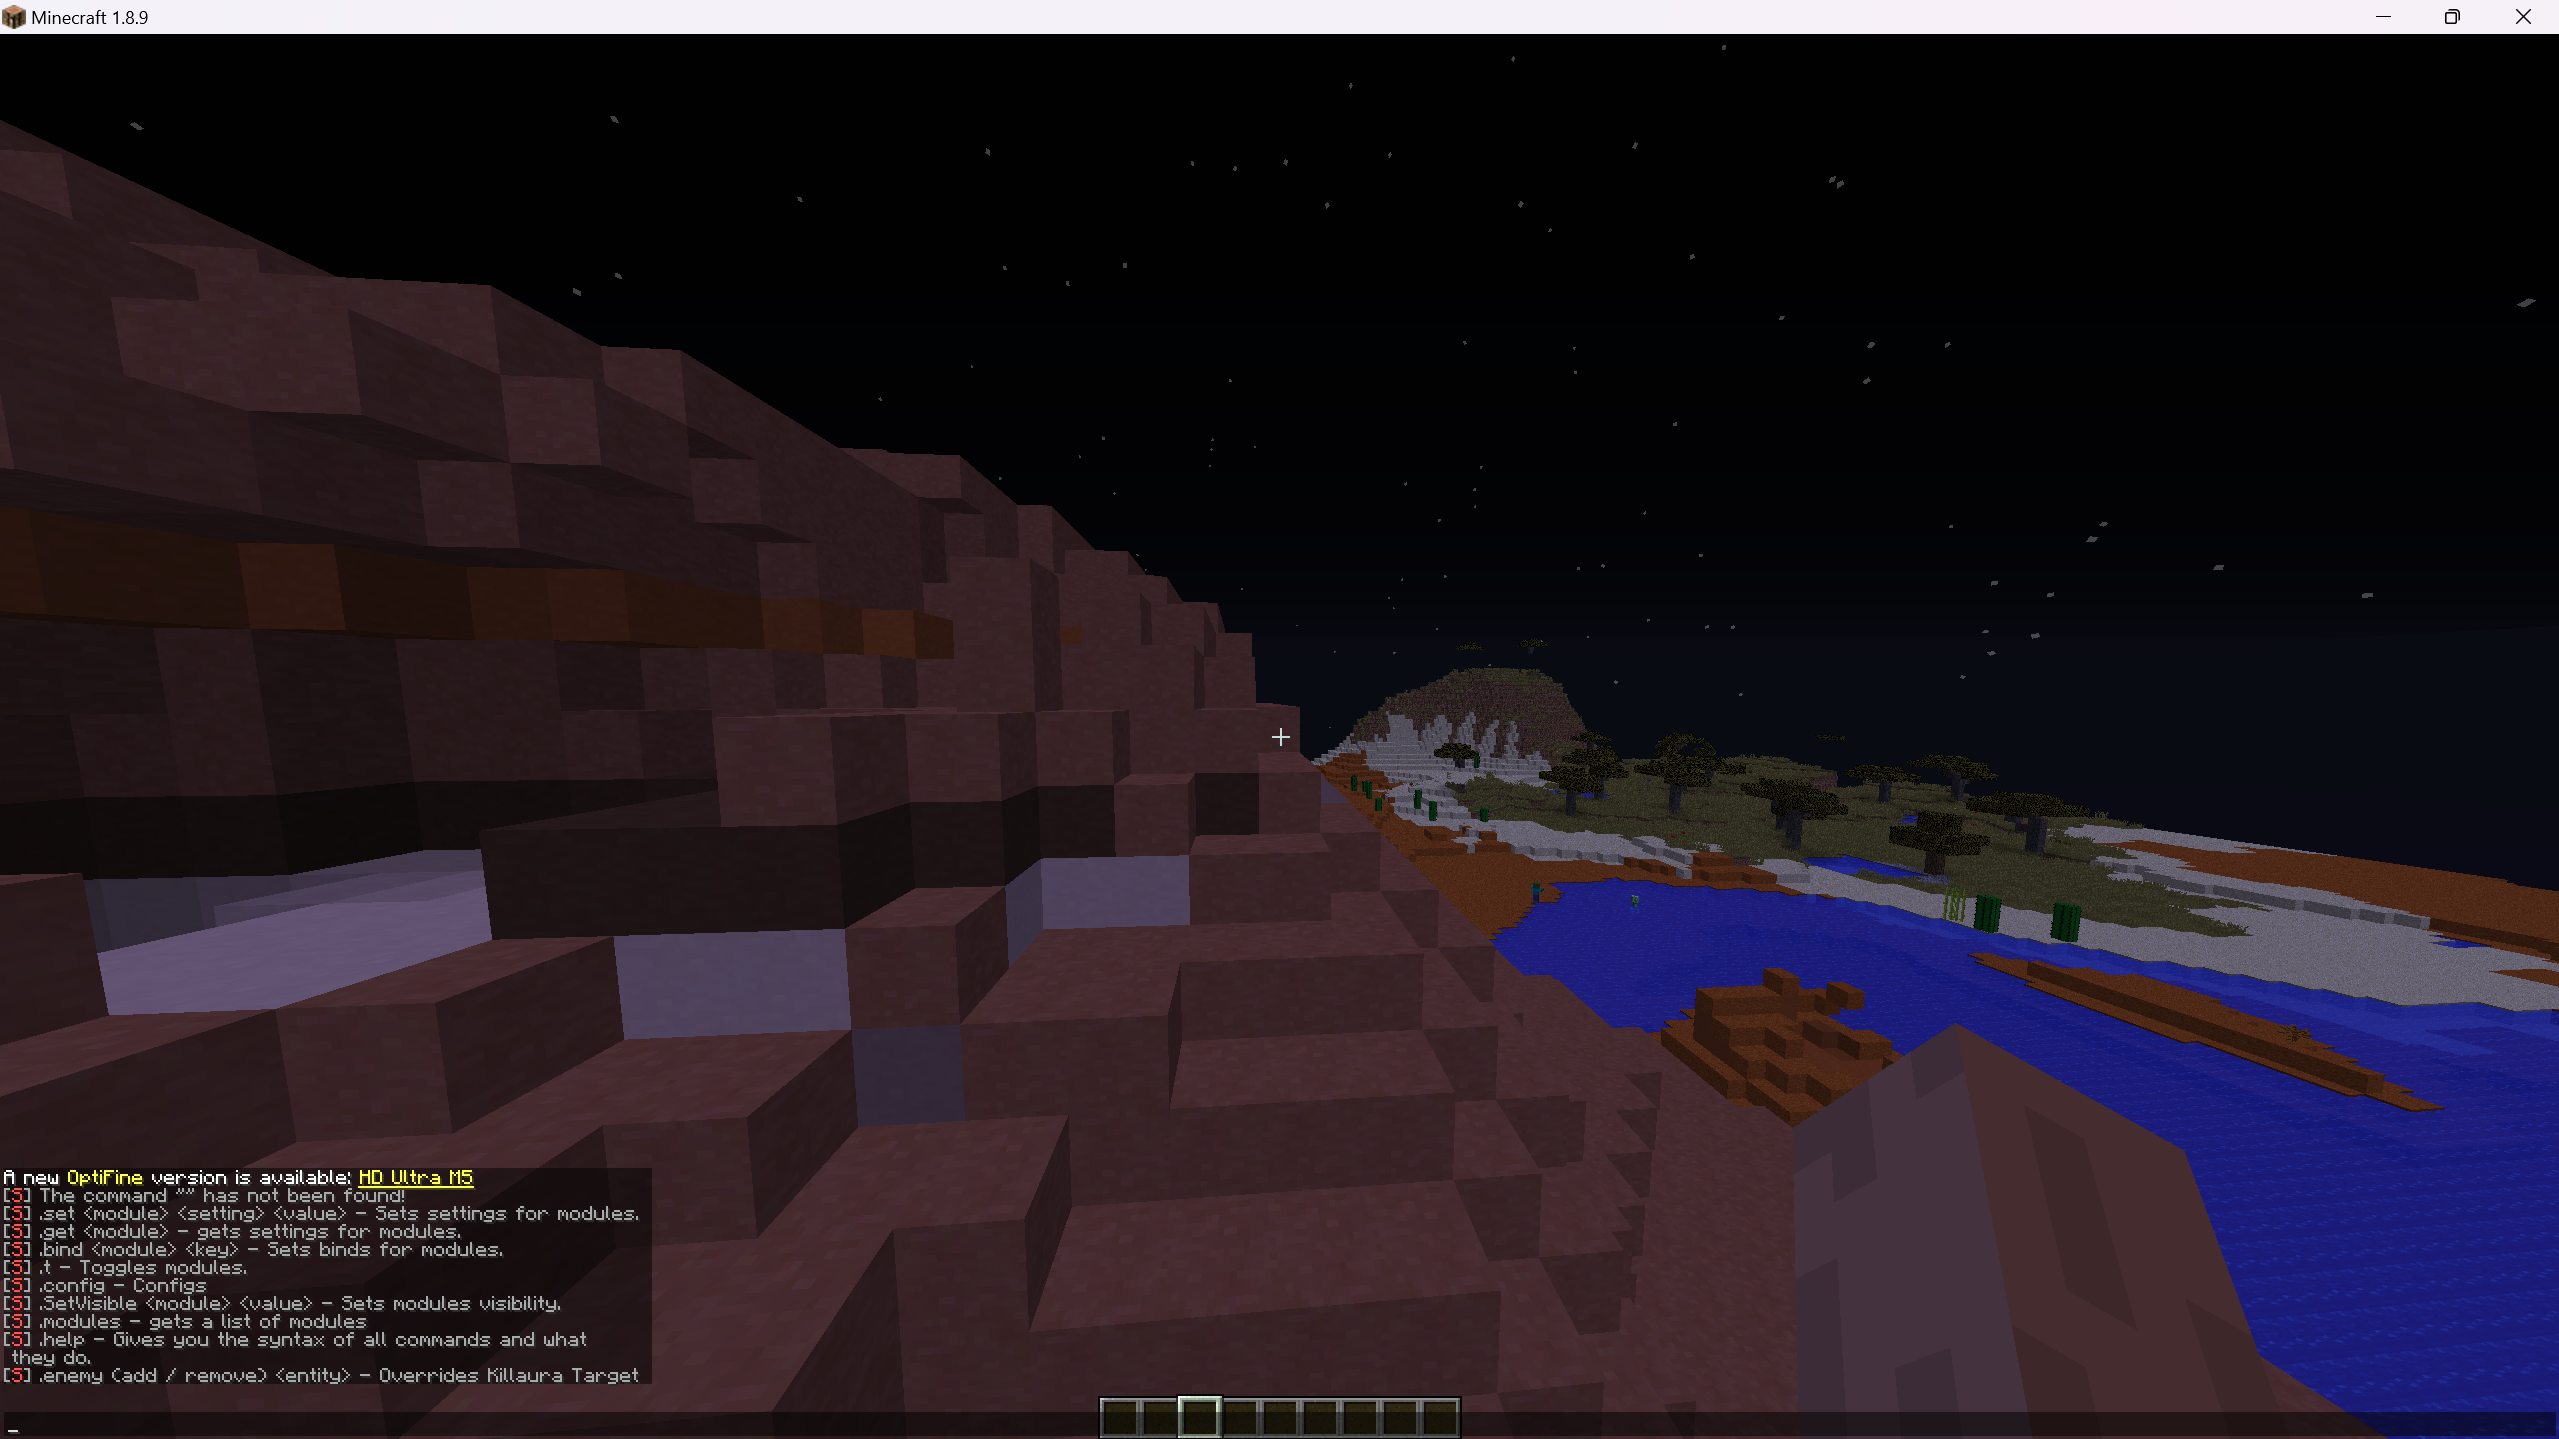 Minecraft 1.8.9
A new OptiFine version is available: HD Ultra M5
[S] The command "" has not been found!
[S] .set <module> <setting> <value> - Sets settings for modules.
[S] .get <module> - gets settings for modules.
[S] .bind <module> <key> - Sets binds for modules.
[S] .t - Toggles modules.
[S] .config - Configs
[S] .SetVisible <module> <value> - Sets modules visibility.
[S] .modules - gets a list of modules
[S] .help - Gives you the syntax of all commands and what
they do.
[S] .enemy (add / remove) <entity> - Overrides Killaura Target
_